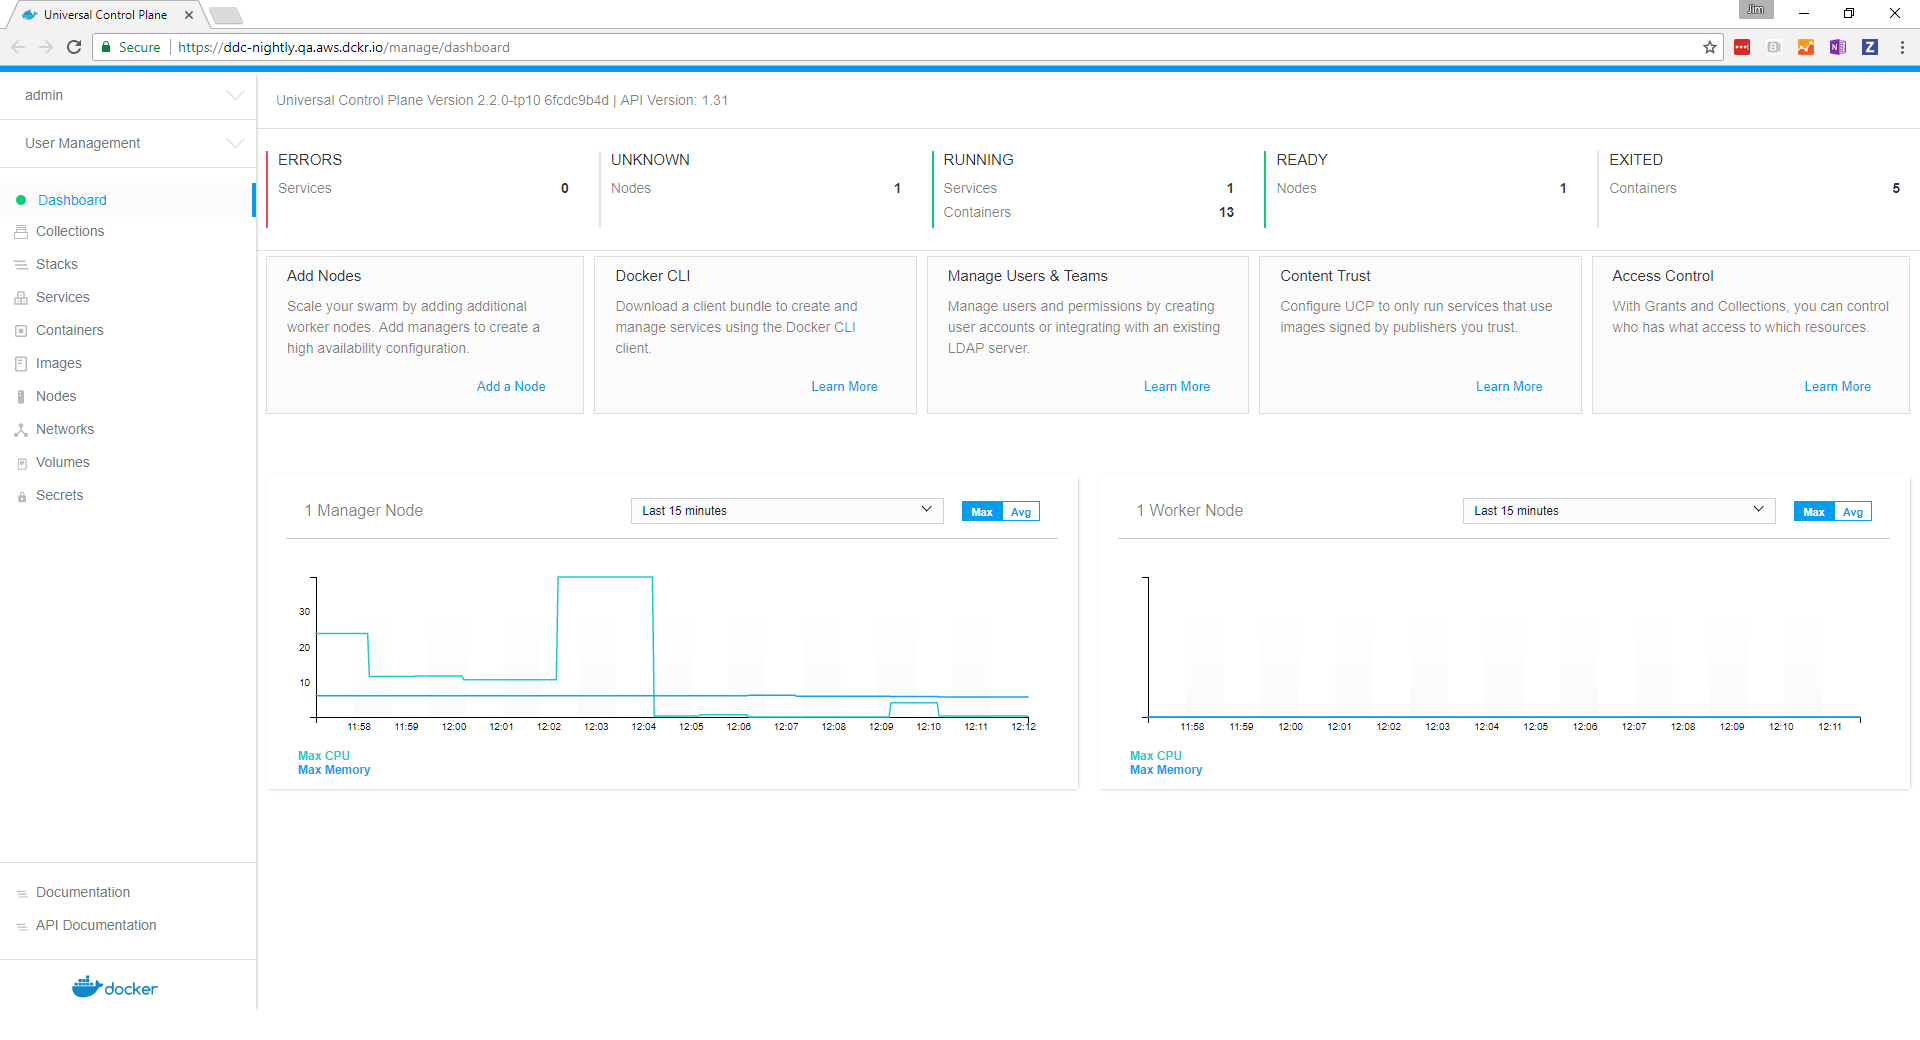 Universal Control Plane
Jim
Secure
https://ddc-nightly.qa.aws.dckr.io/manage/dashboard
admin
User Management
Dashboard
Collections
Stacks
Services
Containers
Images
Nodes
Networks
Volumes
Secrets
Documentation
API Documentation
docker
Universal Control Plane Version 2.2.0-tp10 6fcdc9b4d | API Version: 1.31
ERRORS
Services 0
UNKNOWN
Nodes 1
RUNNING
Services 1
Containers 13
READY
Nodes 1
EXITED
Containers 5
Add Nodes
Scale your swarm by adding additional
worker nodes. Add managers to create a
high availability configuration.
Add a Node
Docker CLI
Download a client bundle to create and
manage services using the Docker CLI
client.
Learn More
Manage Users & Teams
Manage users and permissions by creating
user accounts or integrating with an existing
LDAP server.
Learn More
Content Trust
Configure UCP to only run services that use
images signed by publishers you trust.
Learn More
Access Control
With Grants and Collections, you can control
who has what access to which resources.
Learn More
1 Manager Node
Last 15 minutes
Max Avg
30
20
10
11:58 11:59 12:00 12:01 12:02 12:03 12:04 12:05 12:06 12:07 12:08 12:09 12:10 12:11 12:12
Max CPU
Max Memory
1 Worker Node
Last 15 minutes
Max Avg
11:58 11:59 12:00 12:01 12:02 12:03 12:04 12:05 12:06 12:07 12:08 12:09 12:10 12:11
Max CPU
Max Memory